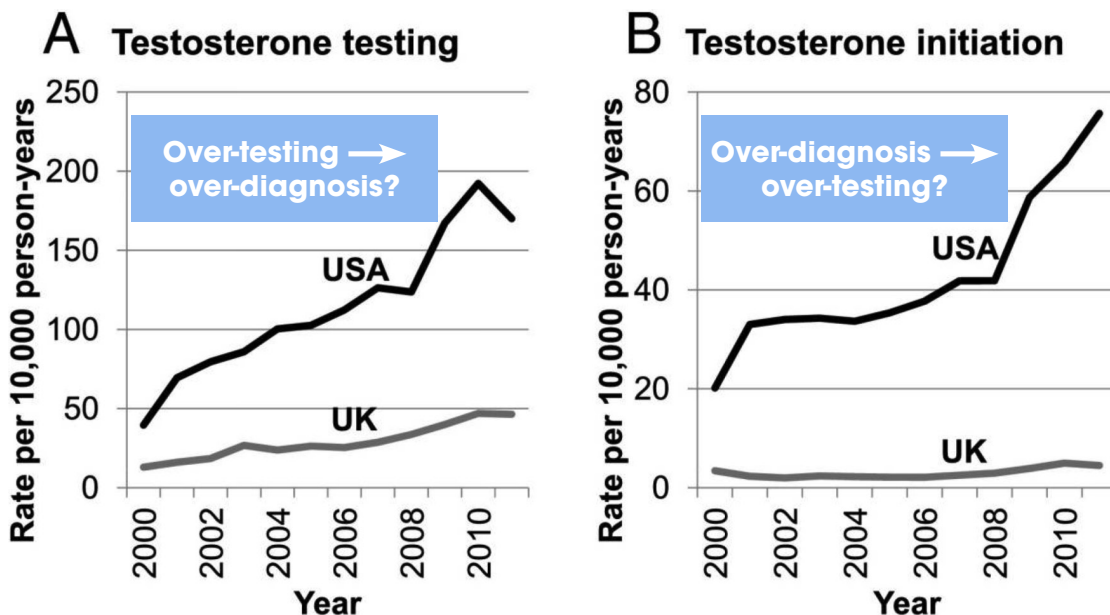 A Testosterone testing
Rate per 10,000 person-years
250
200
150
100
50
0
Over-testing →
over-diagnosis?
USA
UK
2000
2002
2004
2006
2008
2010
Year
B Testosterone initiation
Rate per 10,000 person-years
80
60
40
20
0
Over-diagnosis →
over-testing?
USA
UK
2000
2002
2004
2006
2008
2010
Year